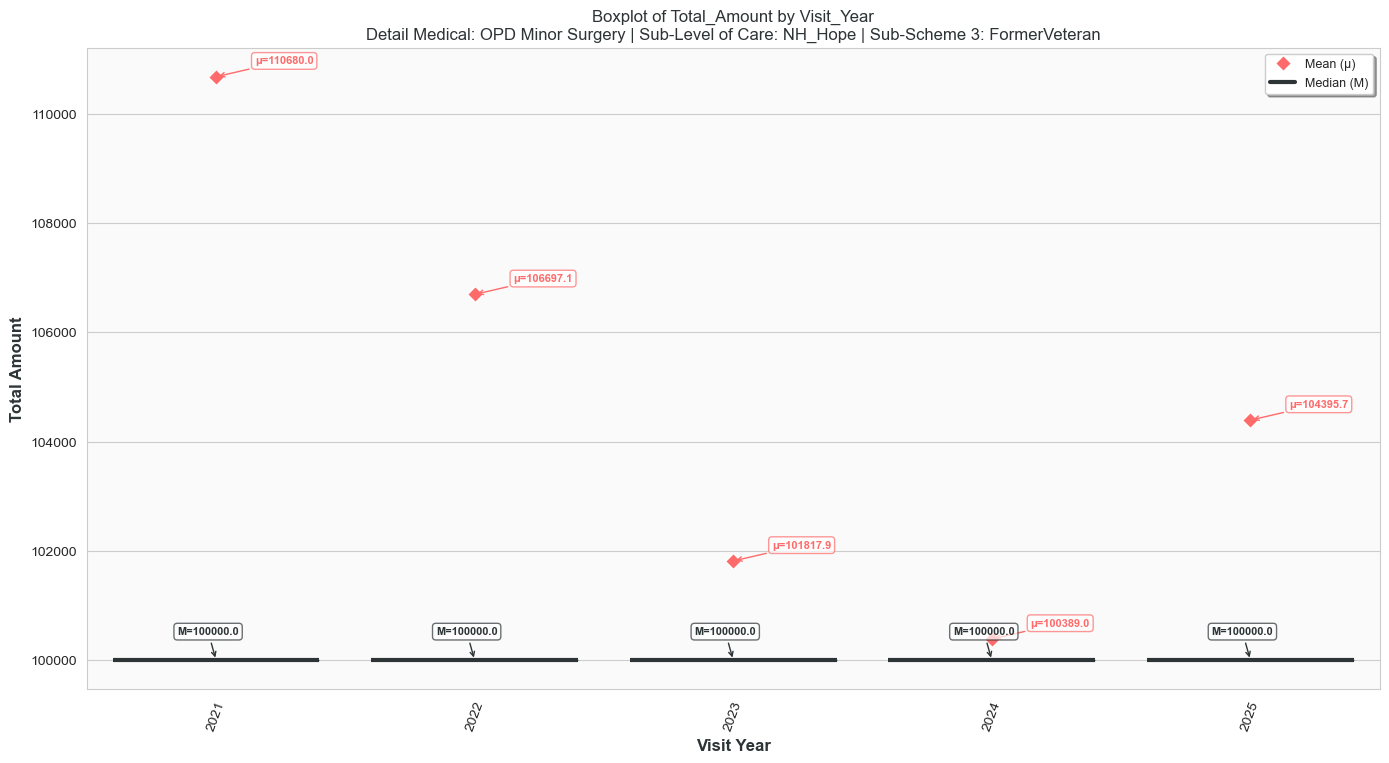 Boxplot of Total_Amount by Visit_Year
Detail Medical: OPD Minor Surgery | Sub-Level of Care: NH_Hope | Sub-Scheme 3: FormerVeteran
μ=110680.0
Mean (μ)
Median (M)
110000
108000
μ=106697.1
106000
Total Amount
μ=104395.7
104000
μ=101817.9
102000
M=100000.0
M=100000.0
M=100000.0
M=100000.0
μ=100389.0
M=100000.0
100000
2021
2022
2023
2024
2025
Visit Year